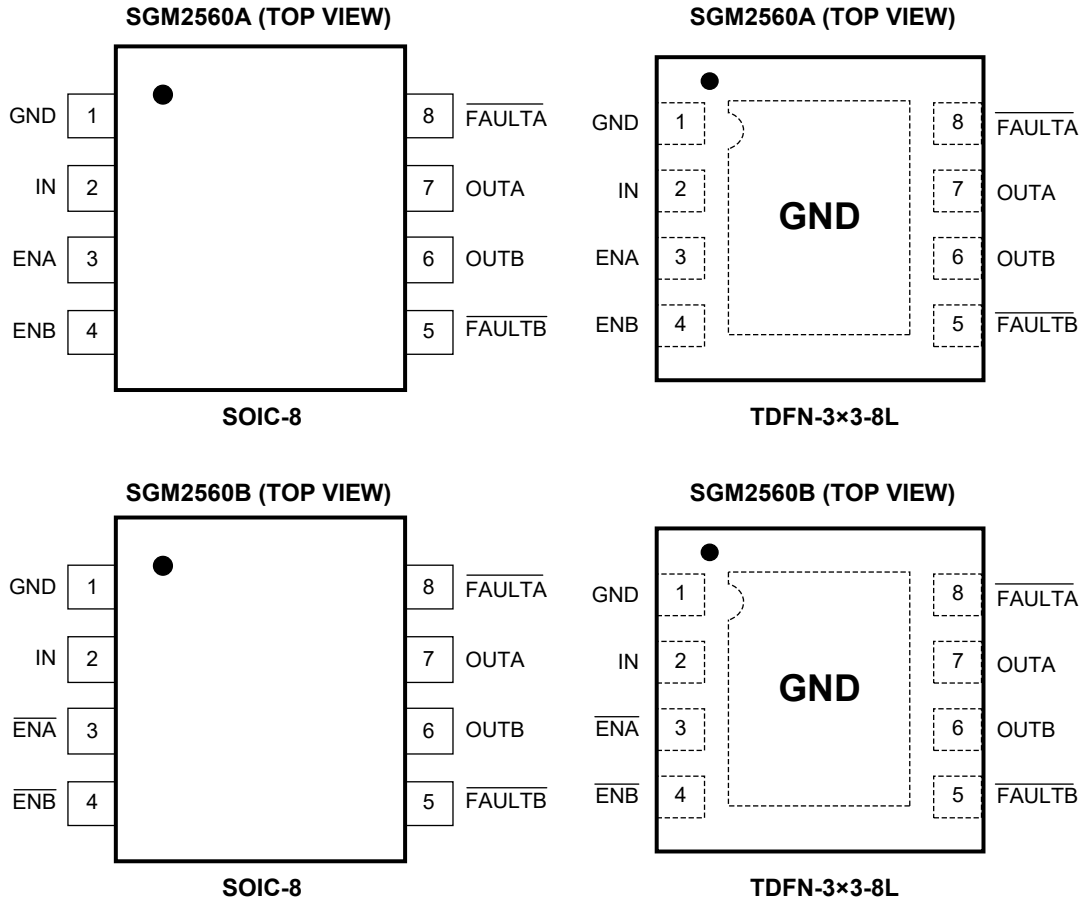 SGM2560A (TOP VIEW)
GND 1 8 FAULTA
IN 2 7 OUTA
ENA 3 6 OUTB
ENB 4 5 FAULTB
SOIC-8
SGM2560A (TOP VIEW)
GND 1 8 FAULTA
IN 2 7 OUTA
GND
ENA 3 6 OUTB
ENB 4 5 FAULTB
TDFN-3×3-8L
SGM2560B (TOP VIEW)
GND 1 8 FAULTA
IN 2 7 OUTA
ENA 3 6 OUTB
ENB 4 5 FAULTB
SOIC-8
SGM2560B (TOP VIEW)
GND 1 8 FAULTA
IN 2 7 OUTA
GND
ENA 3 6 OUTB
ENB 4 5 FAULTB
TDFN-3×3-8L